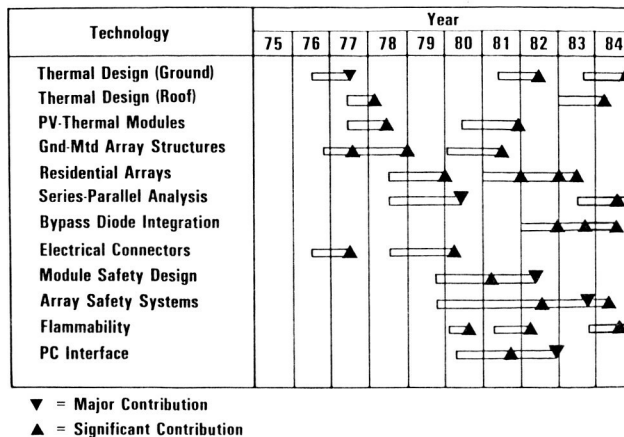 Technology
Year
75 76 77 78 79 80 81 82 83 84
Thermal Design (Ground)
Thermal Design (Roof)
PV-Thermal Modules
Gnd-Mtd Array Structures
Residential Arrays
Series-Parallel Analysis
Bypass Diode Integration
Electrical Connectors
Module Safety Design
Array Safety Systems
Flammability
PC Interface
▼ = Major Contribution
▲ = Significant Contribution